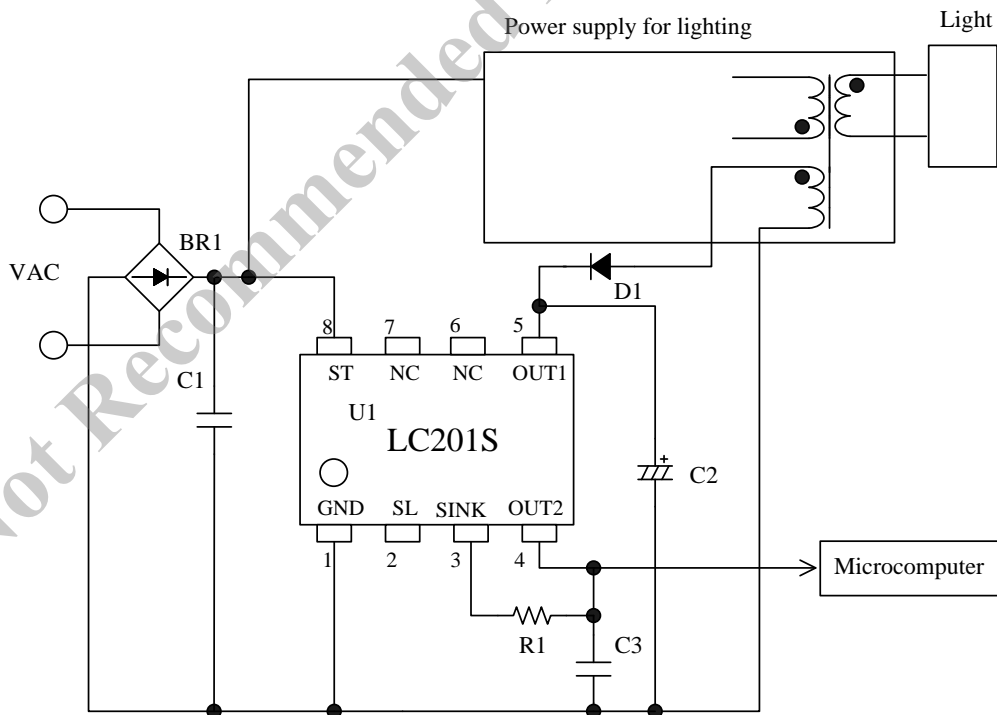 Power supply for lighting
Light
Not Recommended
BR1
VAC
D1
8
7
6
5
ST
NC
NC
OUT1
C1
U1
LC201S
+
C2
GND
SL
SINK
OUT2
1
2
3
4
Microcomputer
R1
C3